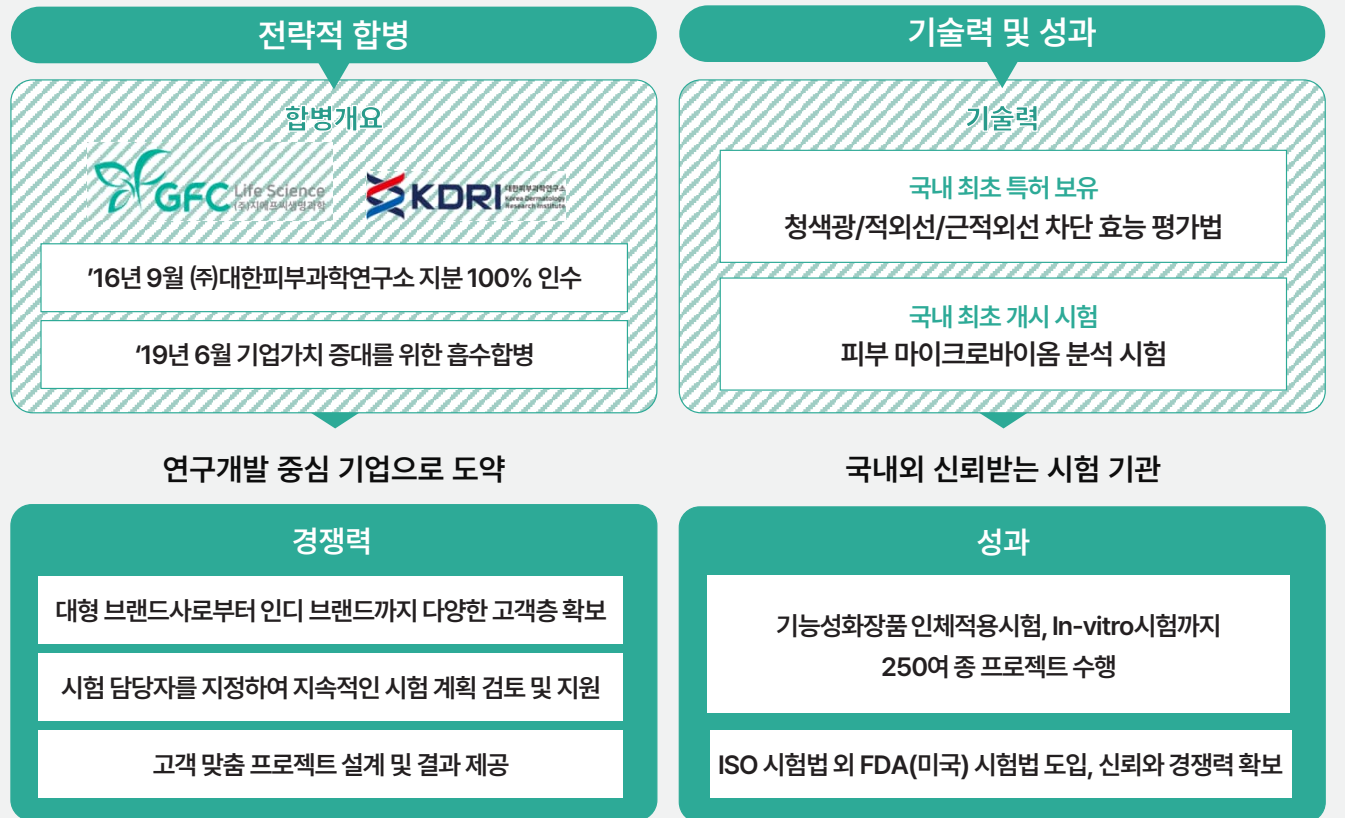 전략적 합병
합병개요
GFC Life Science
(주)지에프씨생명과학
KDRI 대한피부과학연구소
Korea Dermatology
Research Institute
'16년 9월 ㈜대한피부과학연구소 지분 100% 인수
‘19년 6월 기업가치 증대를 위한 흡수합병
연구개발 중심 기업으로 도약
경쟁력
대형 브랜드사로부터 인디 브랜드까지 다양한 고객층 확보
시험 담당자를 지정하여 지속적인 시험 계획 검토 및 지원
고객 맞춤 프로젝트 설계 및 결과 제공
기술력 및 성과
기술력
국내 최초 특허 보유
청색광/적외선/근적외선 차단 효능 평가법
국내 최초 개시 시험
피부 마이크로바이옴 분석 시험
국내외 신뢰받는 시험 기관
성과
기능성화장품 인체적용시험, In-vitro시험까지
250여 종 프로젝트 수행
ISO 시험법 외 FDA(미국) 시험법 도입, 신뢰와 경쟁력 확보